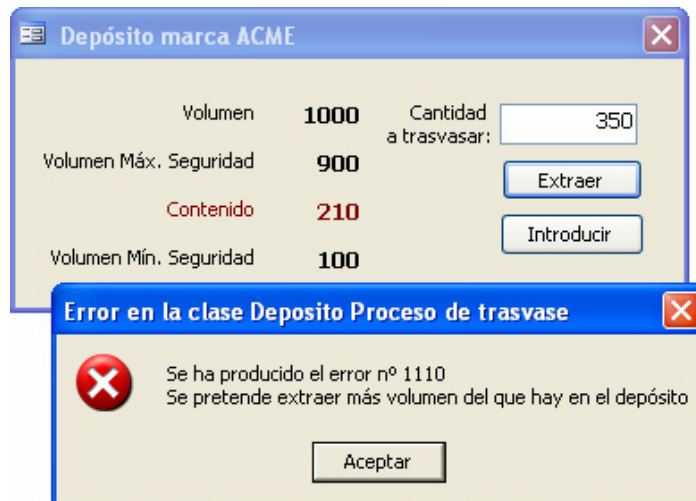 Depósito marca ACME
Volumen 1000
Cantidad a trasvasar: 350
Volumen Máx. Seguridad 900
Extraer
Contenido 210
Introducir
Volumen Mín. Seguridad 100
Error en la clase Deposito Proceso de trasvase
Se ha producido el error nº 1110
Se pretende extraer más volumen del que hay en el depósito
Aceptar